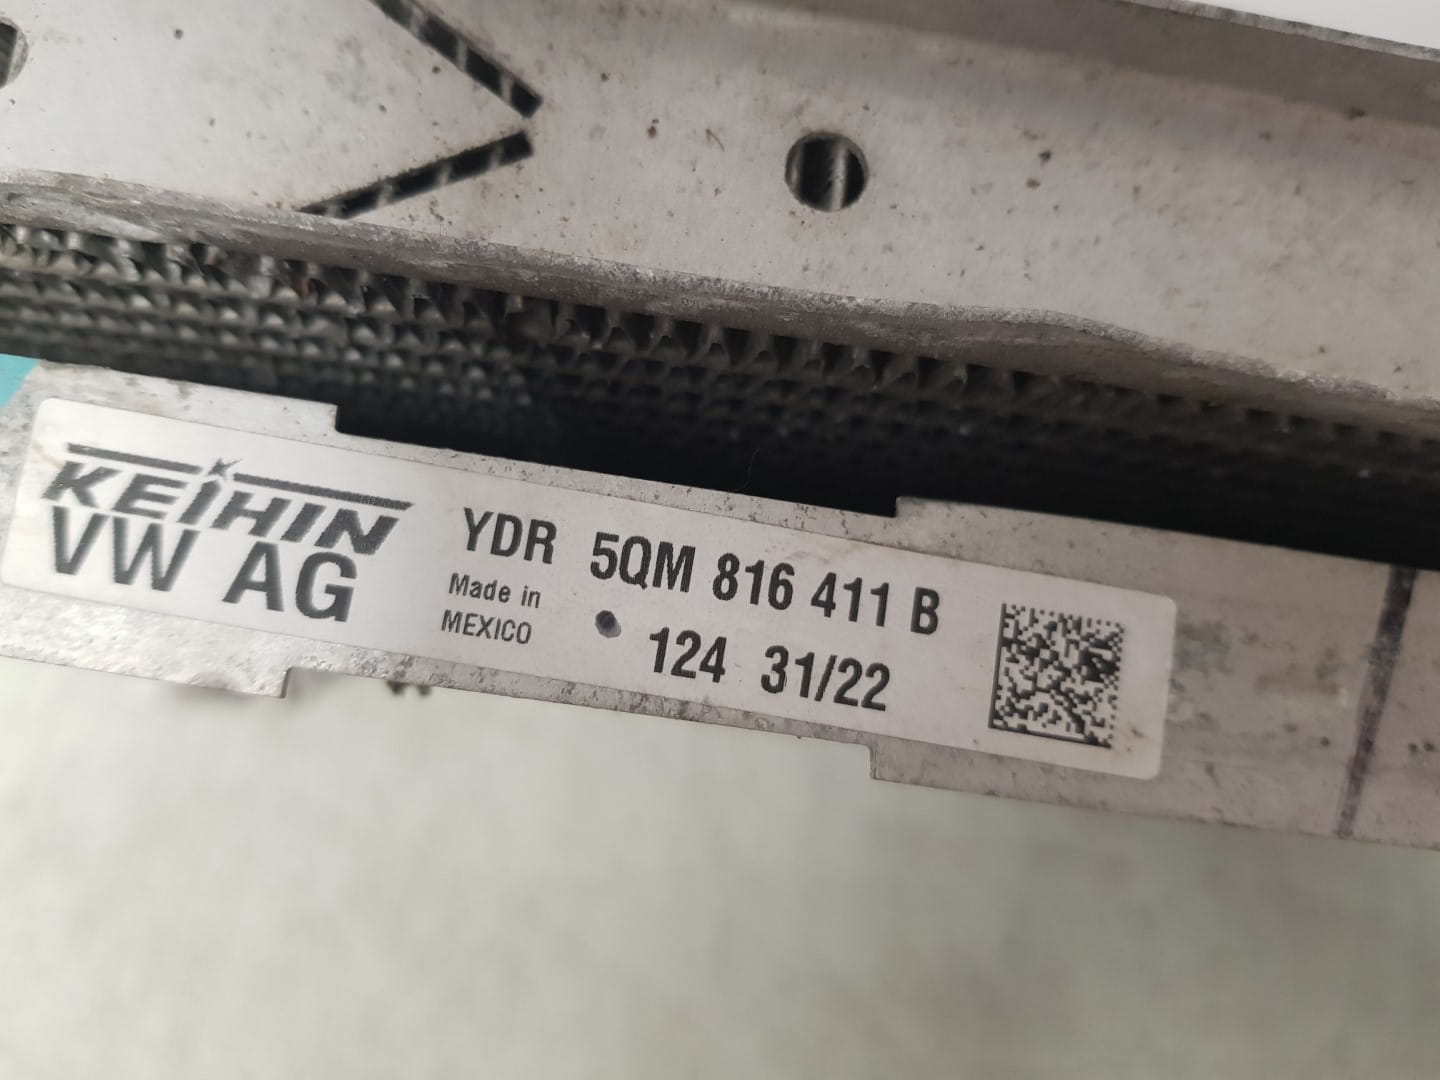 KEIHIN
VW AG
YDR 5QM 816 411 B
Made in
MEXICO
124 31/22